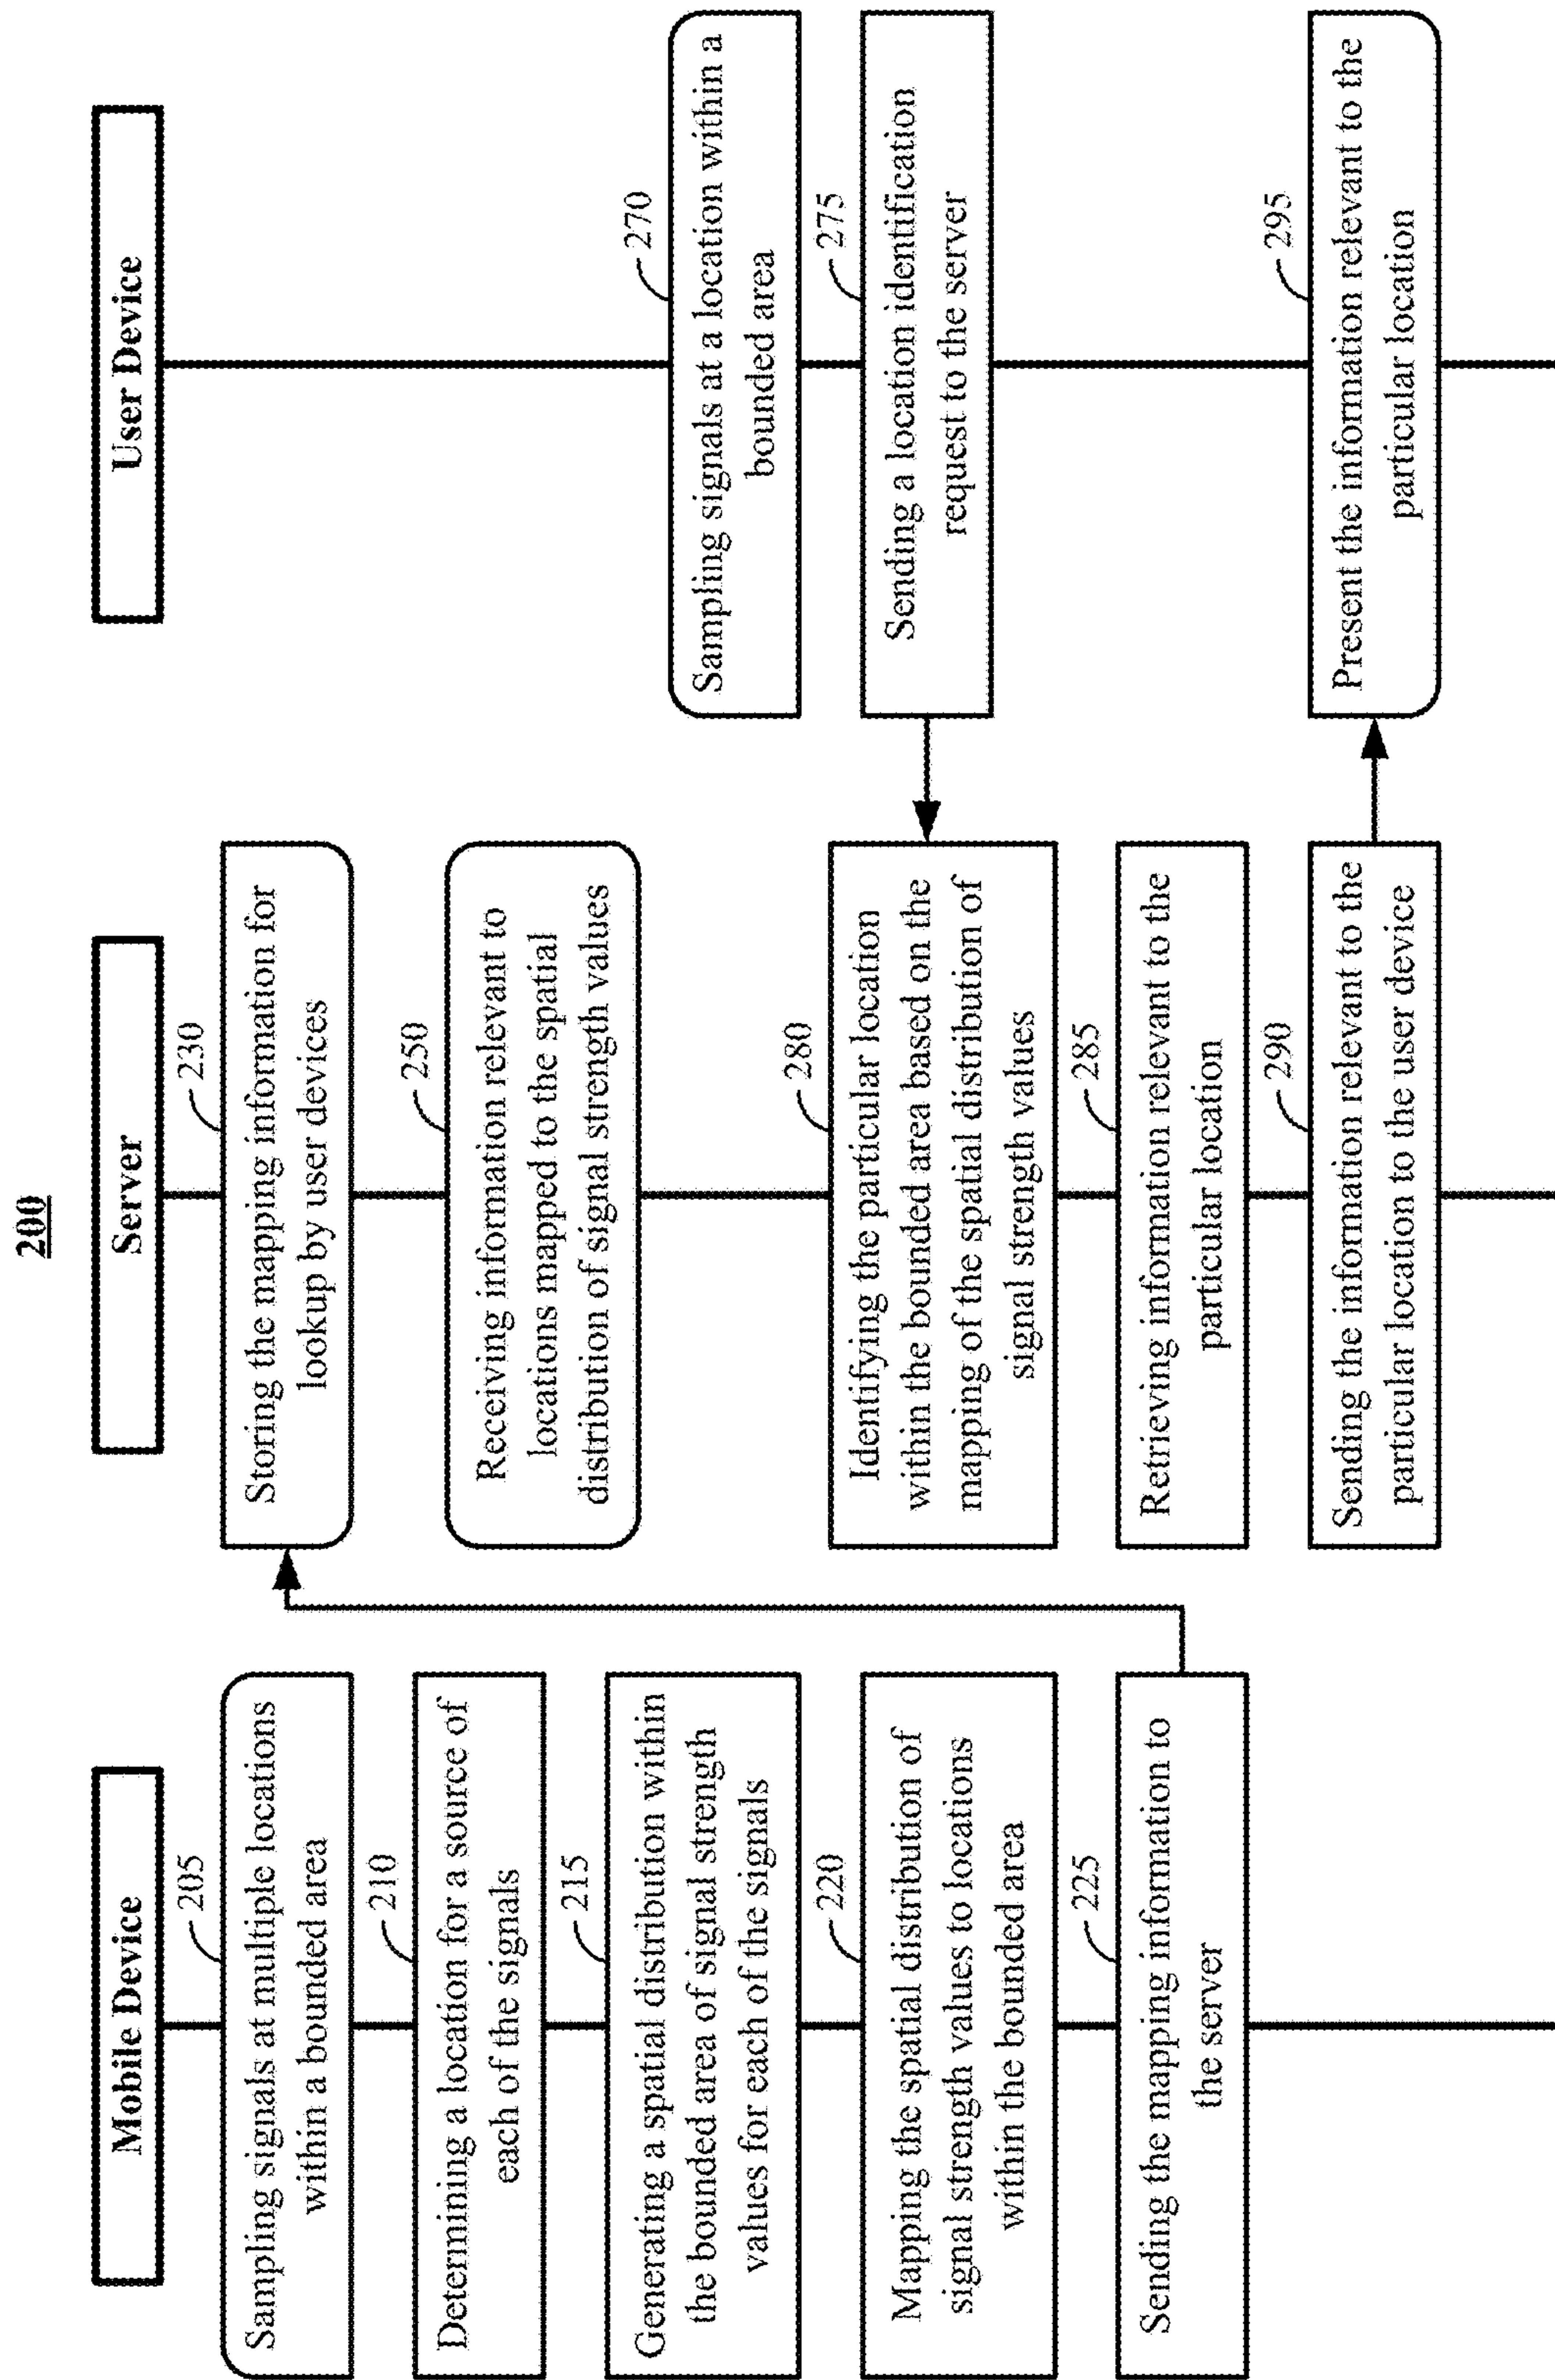 200
Mobile Device
205
Sampling signals at multiple locations
within a bounded area
210
Determining a location for a source of
each of the signals
215
Generating a spatial distribution within
the bounded area of signal strength
values for each of the signals
220
Mapping the spatial distribution of
signal strength values to locations
within the bounded area
225
Sending the mapping information to
the server
Server
230
Storing the mapping information for
lookup by user devices
250
Receiving information relevant to
locations mapped to the spatial
distribution of signal strength values
280
Identifying the particular location
within the bounded area based on the
mapping of the spatial distribution of
signal strength values
285
Retrieving information relevant to the
particular location
290
Sending the information relevant to the
particular location to the user device
User Device
270
Sampling signals at a location within a
bounded area
275
Sending a location identification
request to the server
295
Present the information relevant to the
particular location